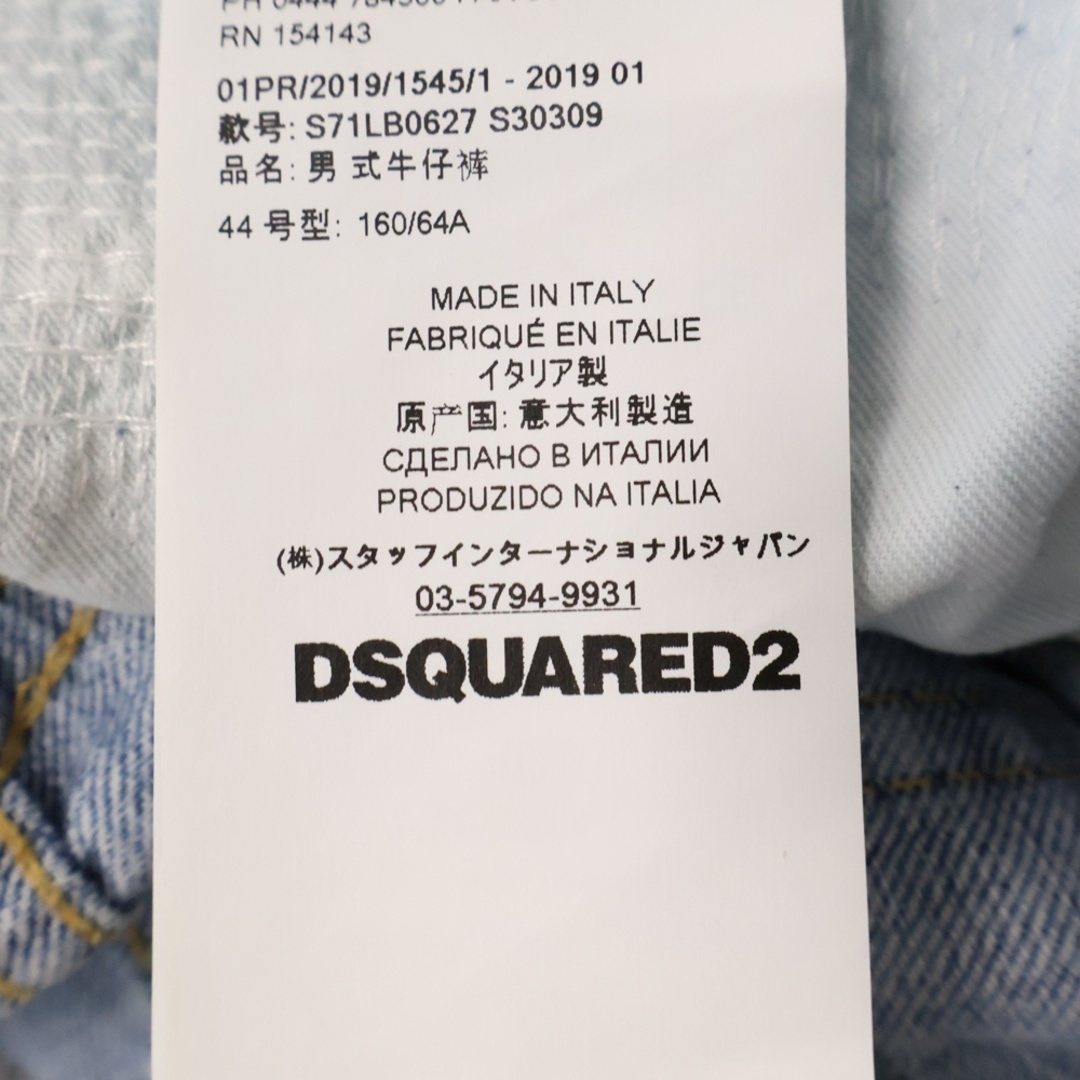 RN 154143
01PR/2019/1545/1 - 2019 01
款号: S71LB0627 S30309
品名: 男 式牛仔裤
44 号型: 160/64A
MADE IN ITALY
FABRIQUÉ EN ITALIE
イタリア製
原产国: 意大利製造
СДЕЛАНО В ИТАЛИИ
PRODUZIDO NA ITALIA
(株)スタッフインターナショナルジャパン
03-5794-9931
DSQUARED2